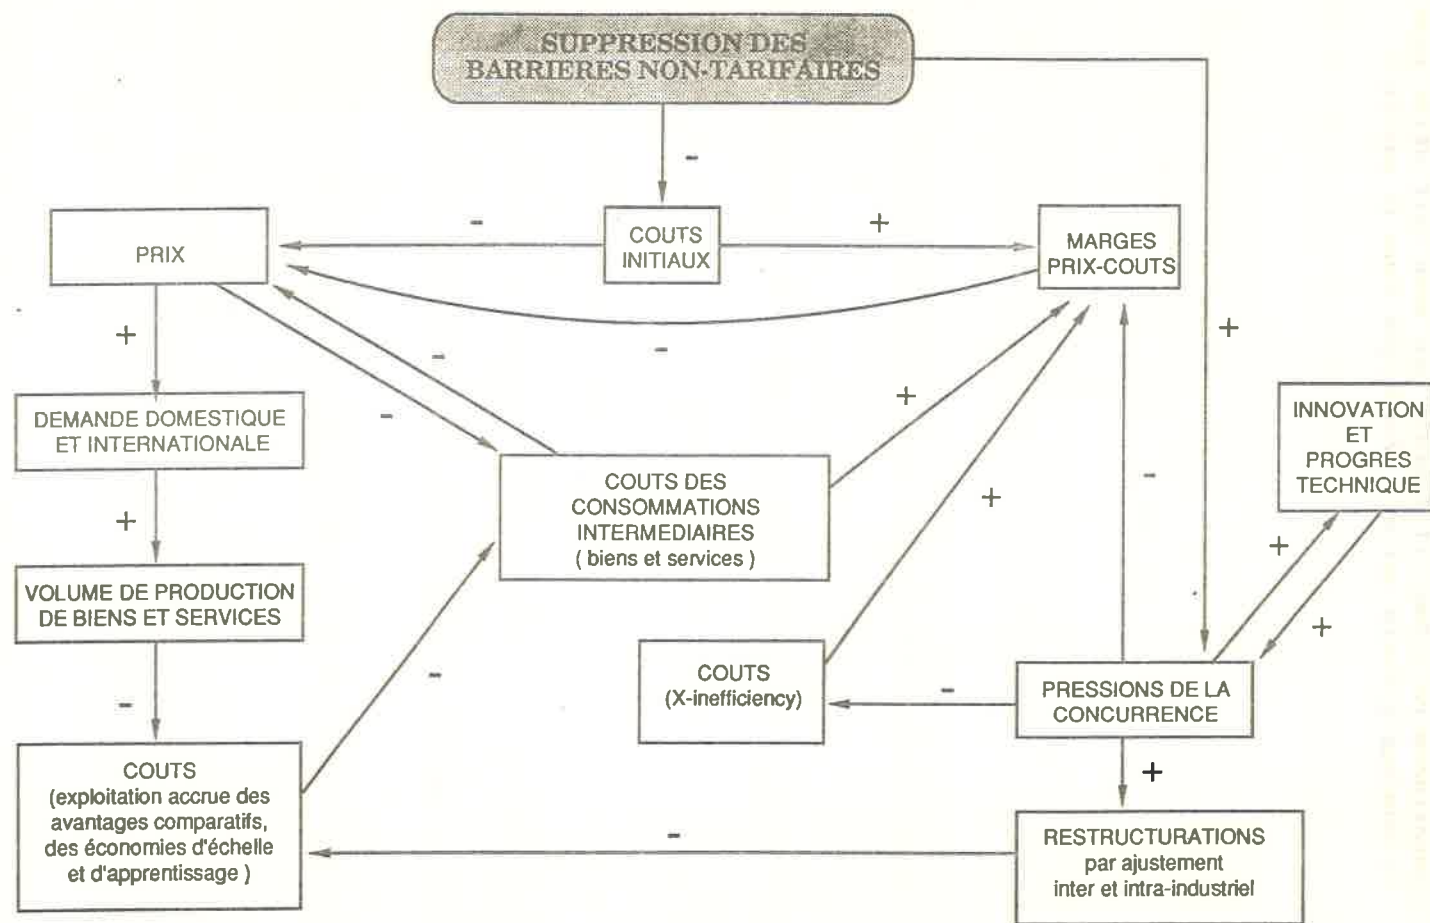 SUPPRESSION DES
BARRIERES NON-TARIFAIRES
-
-
+
PRIX
COUTS
INITIAUX
MARGES
PRIX-COUTS
+
-
+
-
-
+
DEMANDE DOMESTIQUE
ET INTERNATIONALE
INNOVATION
ET
PROGRES
TECHNIQUE
+
COUTS DES
CONSOMMATIONS
INTERMEDIAIRES
( biens et services )
+
-
+
VOLUME DE PRODUCTION
DE BIENS ET SERVICES
+
-
-
COUTS
(X-inefficiency)
-
PRESSIONS DE LA
CONCURRENCE
+
COUTS
(exploitation accrue des
avantages comparatifs,
des économies d'échelle
et d'apprentissage )
-
RESTRUCTURATIONS
par ajustement
inter et intra-industriel